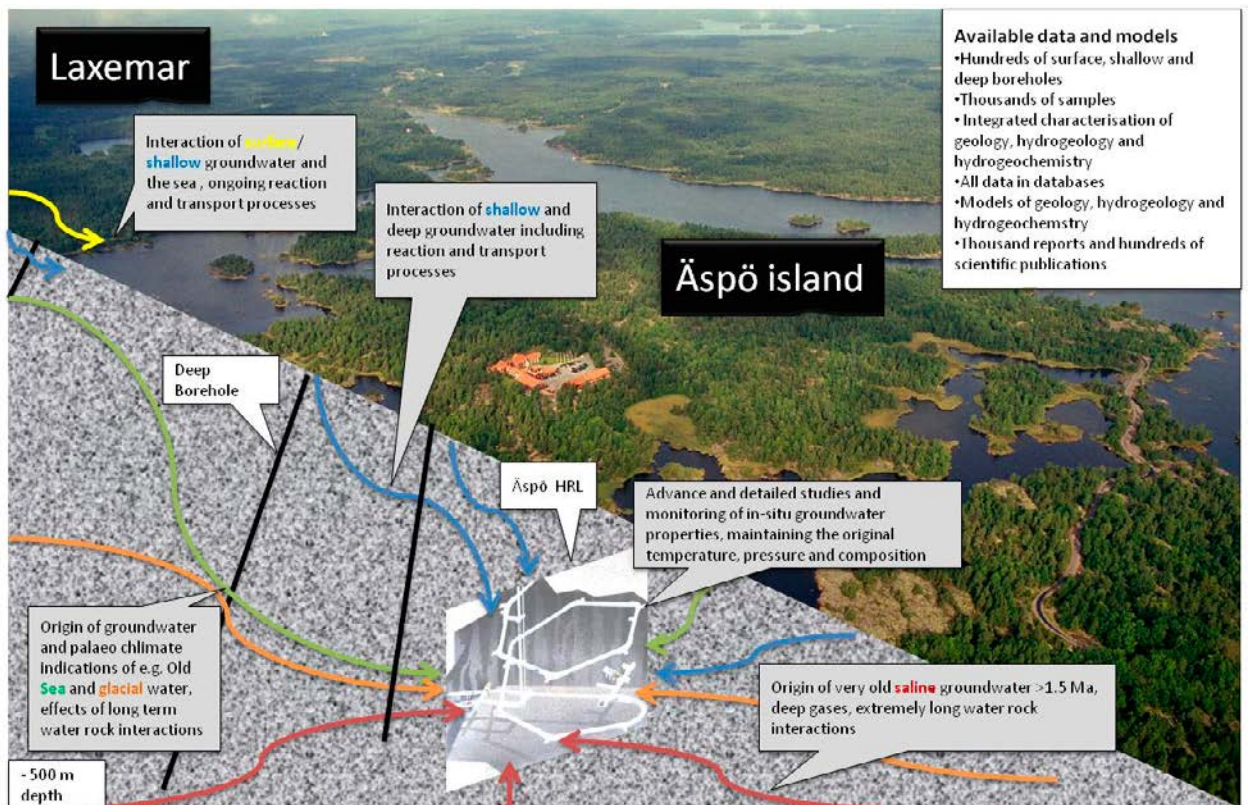 Laxemar
Available data and models
•Hundreds of surface, shallow and
deep boreholes
•Thousands of samples
• Integrated characterisation of
geology, hydrogeology and
hydrogeochemistry
•All data in databases
•Models of geology, hydrogeology and
hydrogeochemstry
•Thousand reports and hundreds of
scientific publications
Interaction of surface/
shallow groundwater and
the sea , ongoing reaction
and transport processes
Interaction of shallow and
deep groundwater including
reaction and transport
processes
Äspö island
Deep
Borehole
Äspö HRL
Advance and detailed studies and
monitoring of in-situ groundwater
properties, maintaining the original
temperature, pressure and composition
Origin of groundwater
and palaeo chlimate
indications of e.g. Old
Sea and glacial water,
effects of long term
water rock interactions
Origin of very old saline groundwater >1.5 Ma,
deep gases, extremely long water rock
interactions
- 500 m
depth